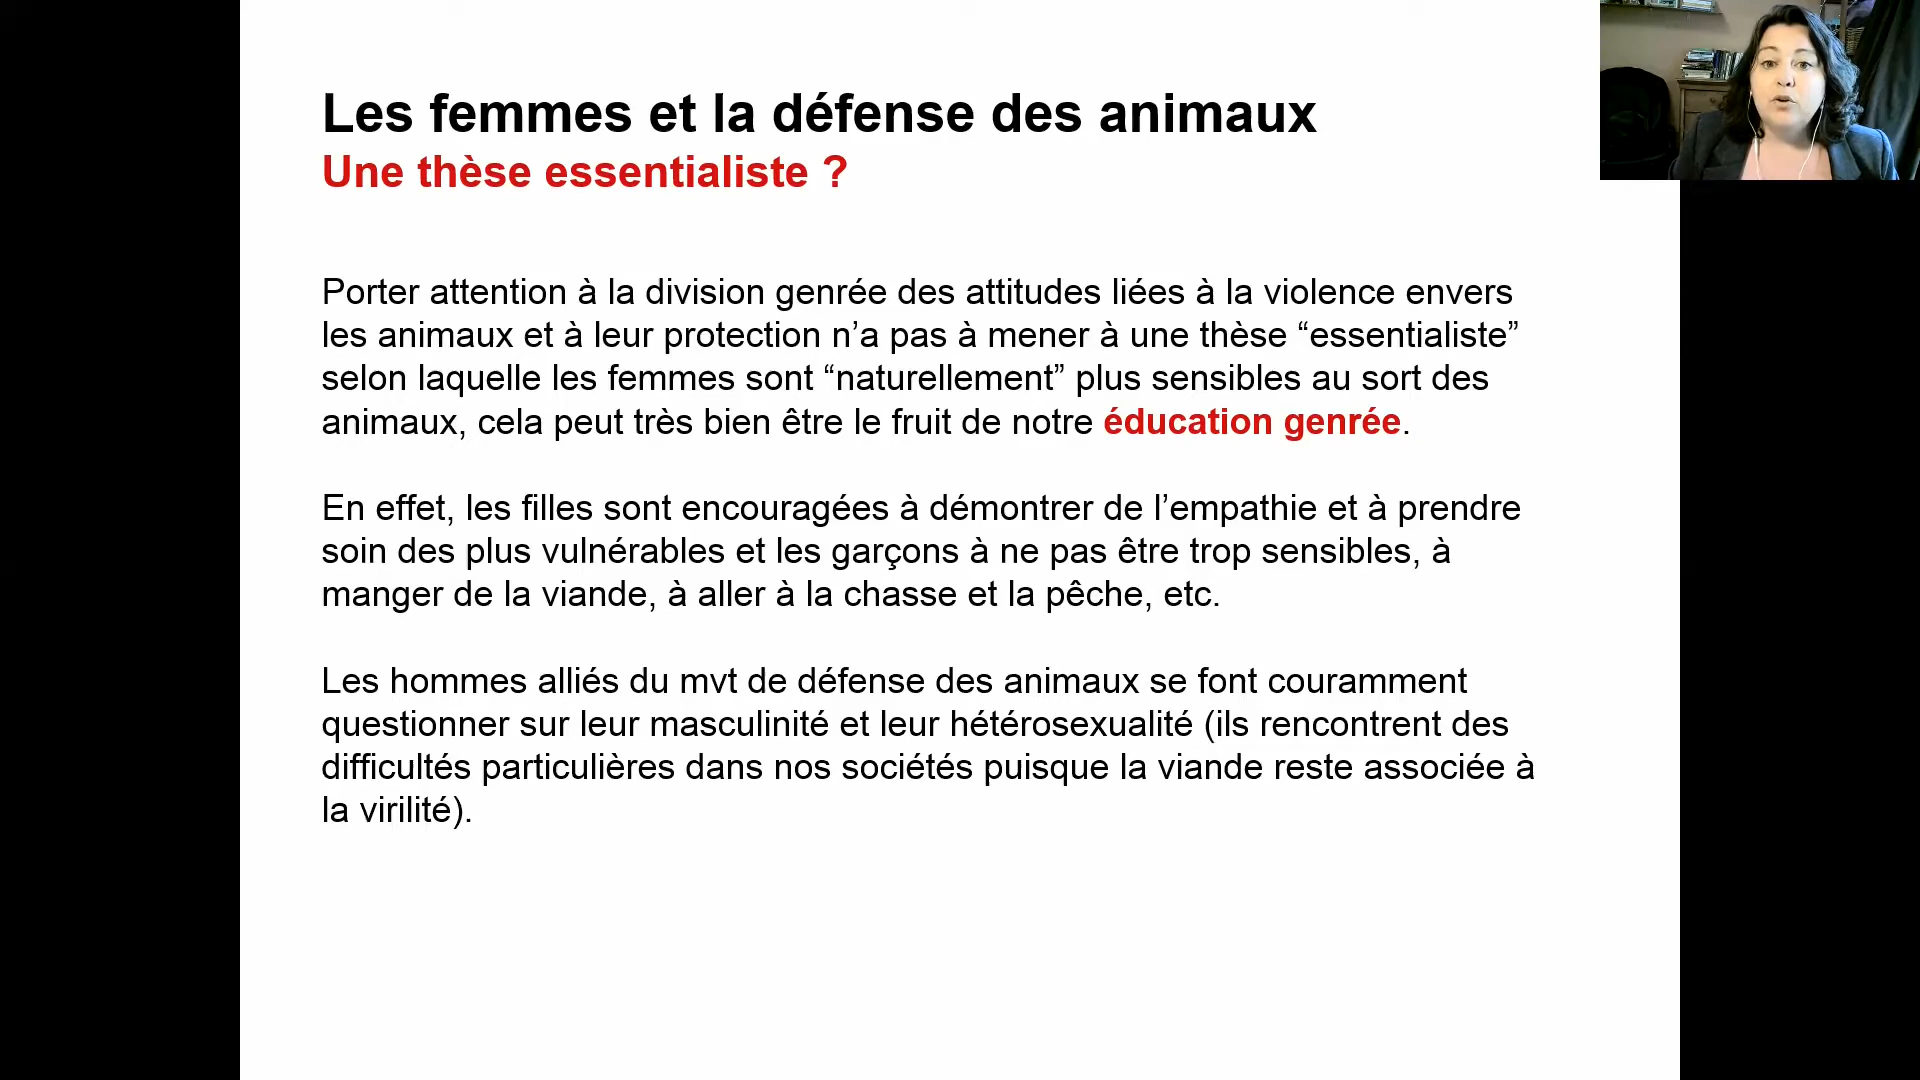 Les femmes et la défense des animaux
Une thèse essentialiste ?
Porter attention à la division genrée des attitudes liées à la violence envers
les animaux et à leur protection n’a pas à mener à une thèse “essentialiste”
selon laquelle les femmes sont “naturellement” plus sensibles au sort des
animaux, cela peut très bien être le fruit de notre éducation genrée.
En effet, les filles sont encouragées à démontrer de l’empathie et à prendre
soin des plus vulnérables et les garçons à ne pas être trop sensibles, à
manger de la viande, à aller à la chasse et la pêche, etc.
Les hommes alliés du mvt de défense des animaux se font couramment
questionner sur leur masculinité et leur hétérosexualité (ils rencontrent des
difficultés particulières dans nos sociétés puisque la viande reste associée à
la virilité).